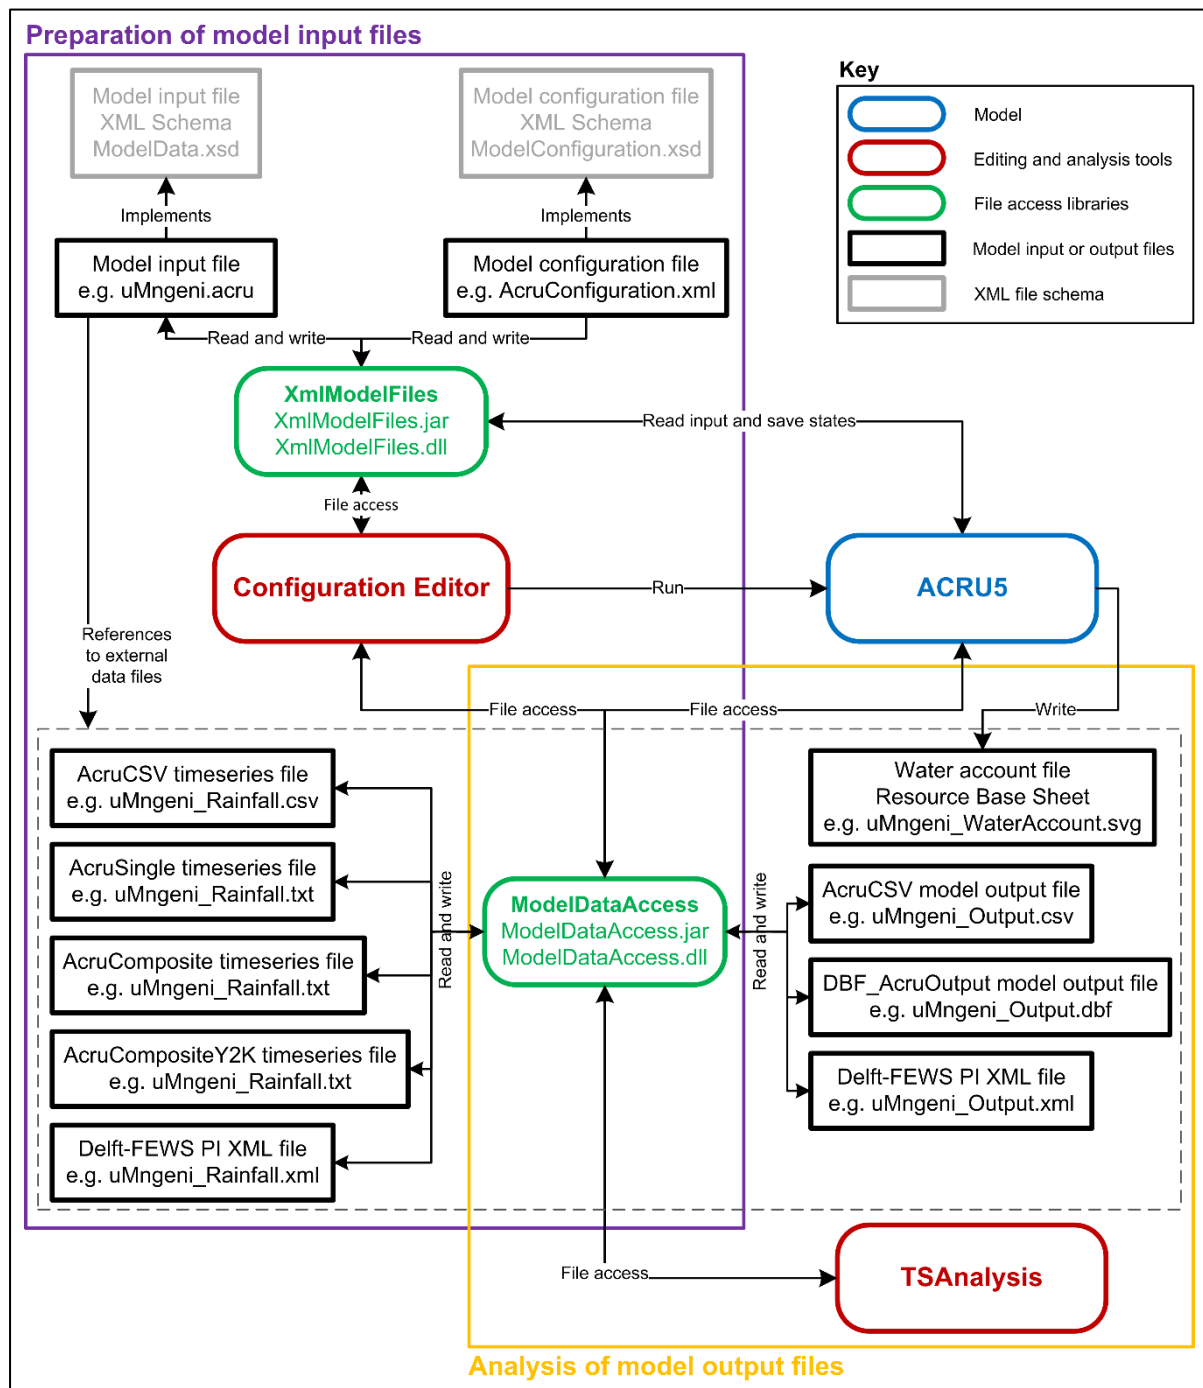 Preparation of model input files
Model input file
XML Schema
ModelData.xsd
Model configuration file
XML Schema
ModelConfiguration.xsd
Key
Model
Editing and analysis tools
File access libraries
Model input or output files
XML file schema
Implements
Implements
Model input file
e.g. uMngeni.acru
Model configuration file
e.g. AcruConfiguration.xml
Read and write
Read and write
XmlModelFiles
XmlModelFiles.jar
XmlModelFiles.dll
Read input and save states
File access
Configuration Editor
Run
ACRU5
References
to external
data files
File access
File access
Write
AcruCSV timeseries file
e.g. uMngeni_Rainfall.csv
AcruSingle timeseries file
e.g. uMngeni_Rainfall.txt
AcruComposite timeseries file
e.g. uMngeni_Rainfall.txt
AcruCompositeY2K timeseries file
e.g. uMngeni_Rainfall.txt
Delft-FEWS PI XML file
e.g. uMngeni_Rainfall.xml
Read and write
ModelDataAccess
ModelDataAccess.jar
ModelDataAccess.dll
Read and write
Water account file
Resource Base Sheet
e.g. uMngeni_WaterAccount.svg
AcruCSV model output file
e.g. uMngeni_Output.csv
DBF_AcruOutput model output file
e.g. uMngeni_Output.dbf
Delft-FEWS PI XML file
e.g. uMngeni_Output.xml
File access
TSAnalysis
Analysis of model output files